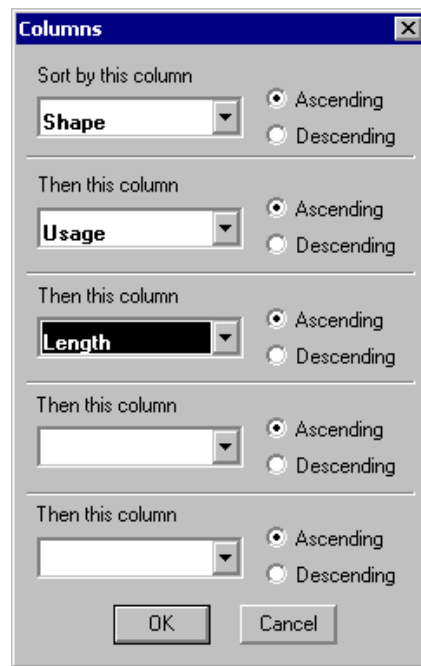 Columns
Sort by this column
Shape
Ascending
Descending
Then this column
Usage
Ascending
Descending
Then this column
Length
Ascending
Descending
Then this column
Ascending
Descending
Then this column
Ascending
Descending
OK Cancel